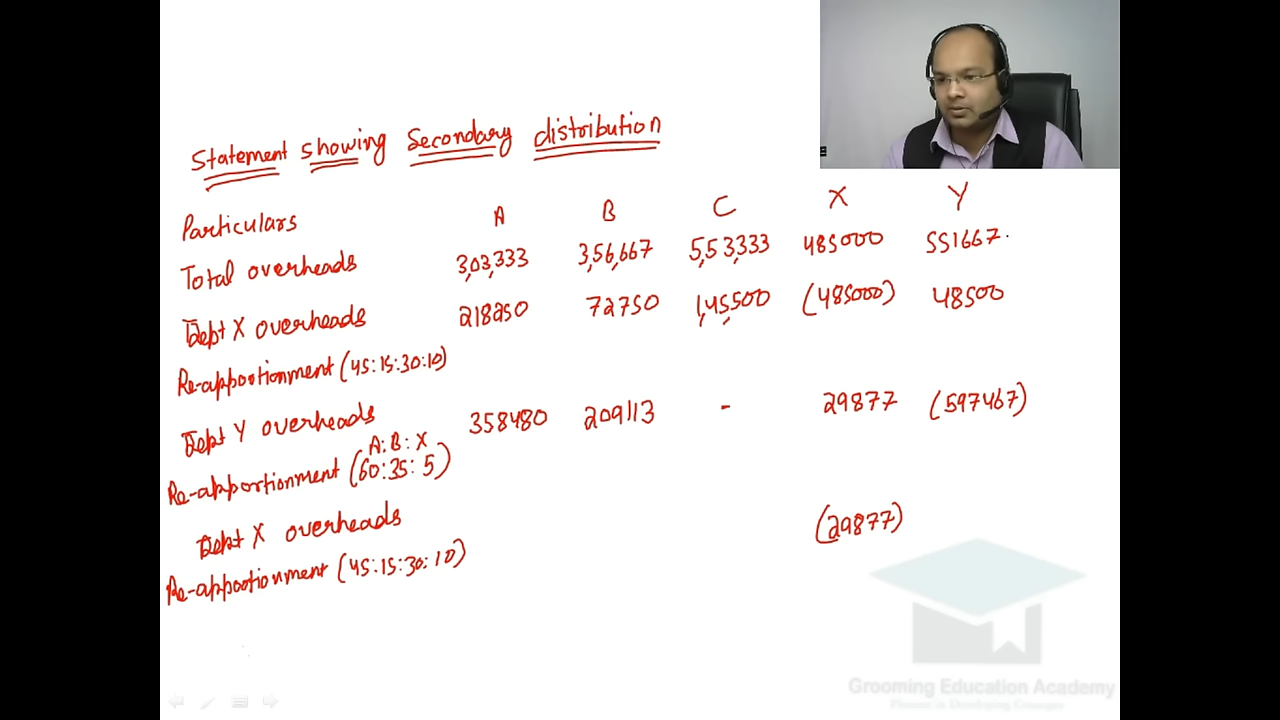 Statement showing Secondary distribution
Particulars A B C X Y
Total overheads 3,03,333 3,56,667 5,53,333 485000 551667
Dept X overheads 218250 72750 1,45,500 (485000) 48500
Re-apportionment (45:15:30:10)
Dept Y overheads 358480 209113 - 29877 (597467)
A:B:X
Re-apportionment (60:35:5)
Dept X overheads (29877)
Re-apportionment (45:15:30:10)
Grooming Education Academy